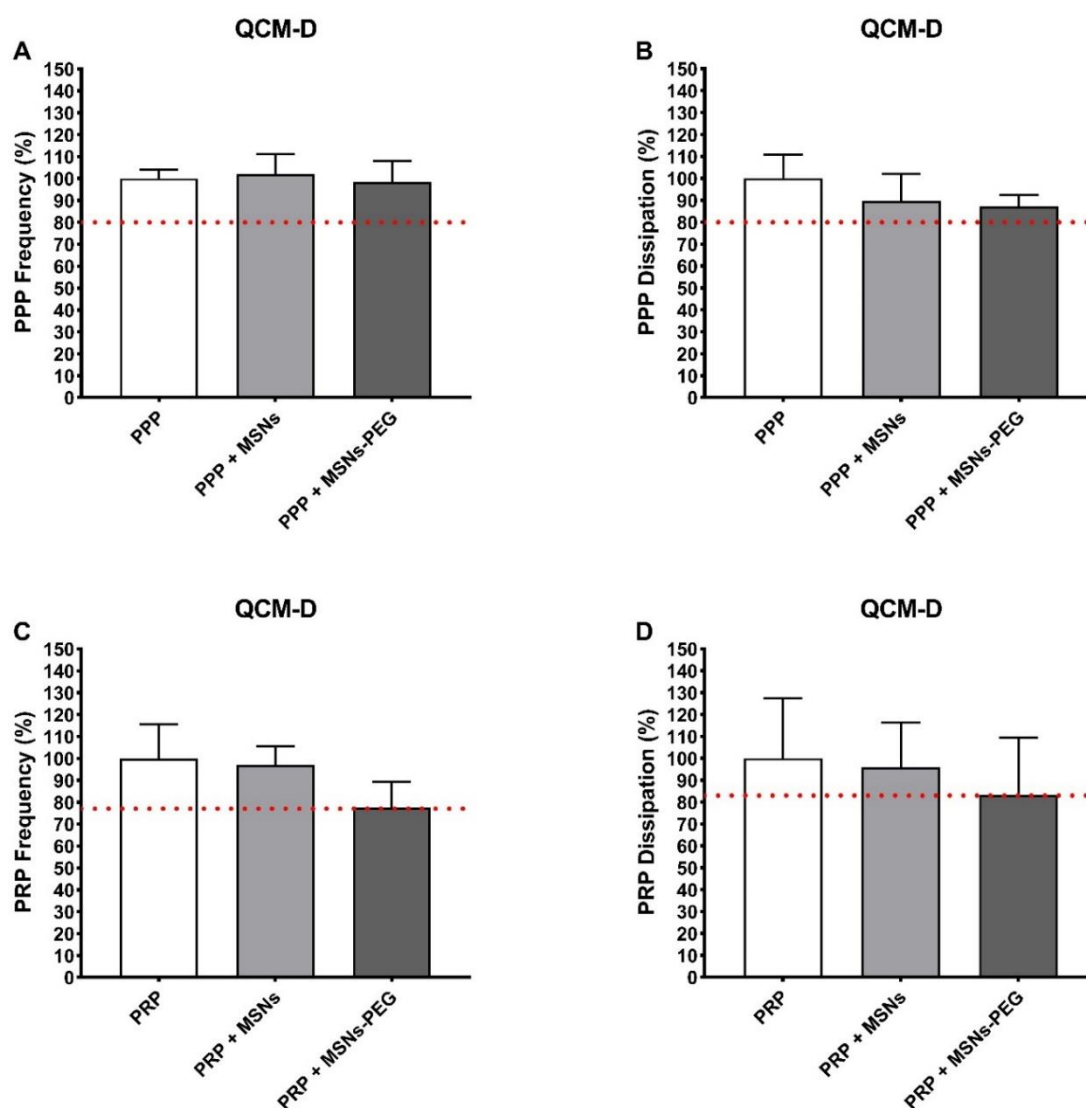 QCM-D
A
PPP Frequency (%)
150
140
130
120
110
100
90
80
70
60
50
40
30
20
10
0
PPP
PPP + MSNs
PPP + MSNs-PEG
QCM-D
B
PPP Dissipation (%)
150
140
130
120
110
100
90
80
70
60
50
40
30
20
10
0
PPP
PPP + MSNs
PPP + MSNs-PEG
QCM-D
C
PRP Frequency (%)
150
140
130
120
110
100
90
80
70
60
50
40
30
20
10
0
PRP
PRP + MSNs
PRP + MSNs-PEG
QCM-D
D
PRP Dissipation (%)
150
140
130
120
110
100
90
80
70
60
50
40
30
20
10
0
PRP
PRP + MSNs
PRP + MSNs-PEG